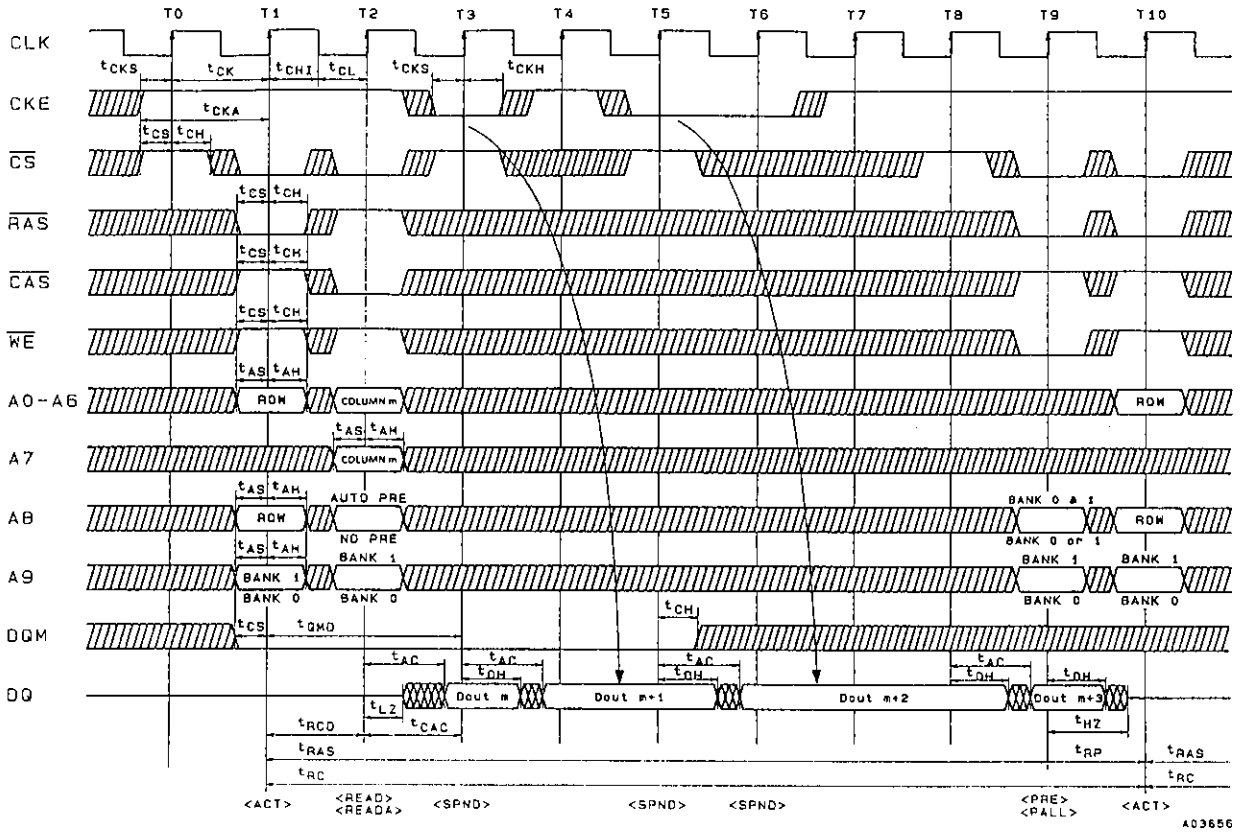 T0 T1 T2 T3 T4 T5 T6 T7 T8 T9 T10
CLK
tCKS tCK tCHI tCL tCKS tCKH
CKE
tCKA
tCS tCH
CS
tCS tCH
RAS
tCS tCH
CAS
tCS tCH
WE
tAS tAH
A0-A6 ROW COLUMN m ROW
tAS tAH
A7 COLUMN m
tAS tAH AUTO PRE BANK 0 & 1
A8 ROW ROW
NO PRE BANK 0 or 1
tAS tAH BANK 1 BANK 1 BANK 1
A9 BANK 1
BANK 0 BANK 0 BANK 0 BANK 0
tCH
DQM tCS tQMD
tAC tAC tAC tAC
tOH tOH tOH tOH
DQ Dout m Dout m+1 Dout m+2 Dout m+3
tLZ tHZ
tRCD tCAC
tRAS tRP tRAS
tRC tRC
<ACT> <READ> <SPND> <SPND> <SPND> <PRE> <ACT>
<READA> <PALL>
A03656